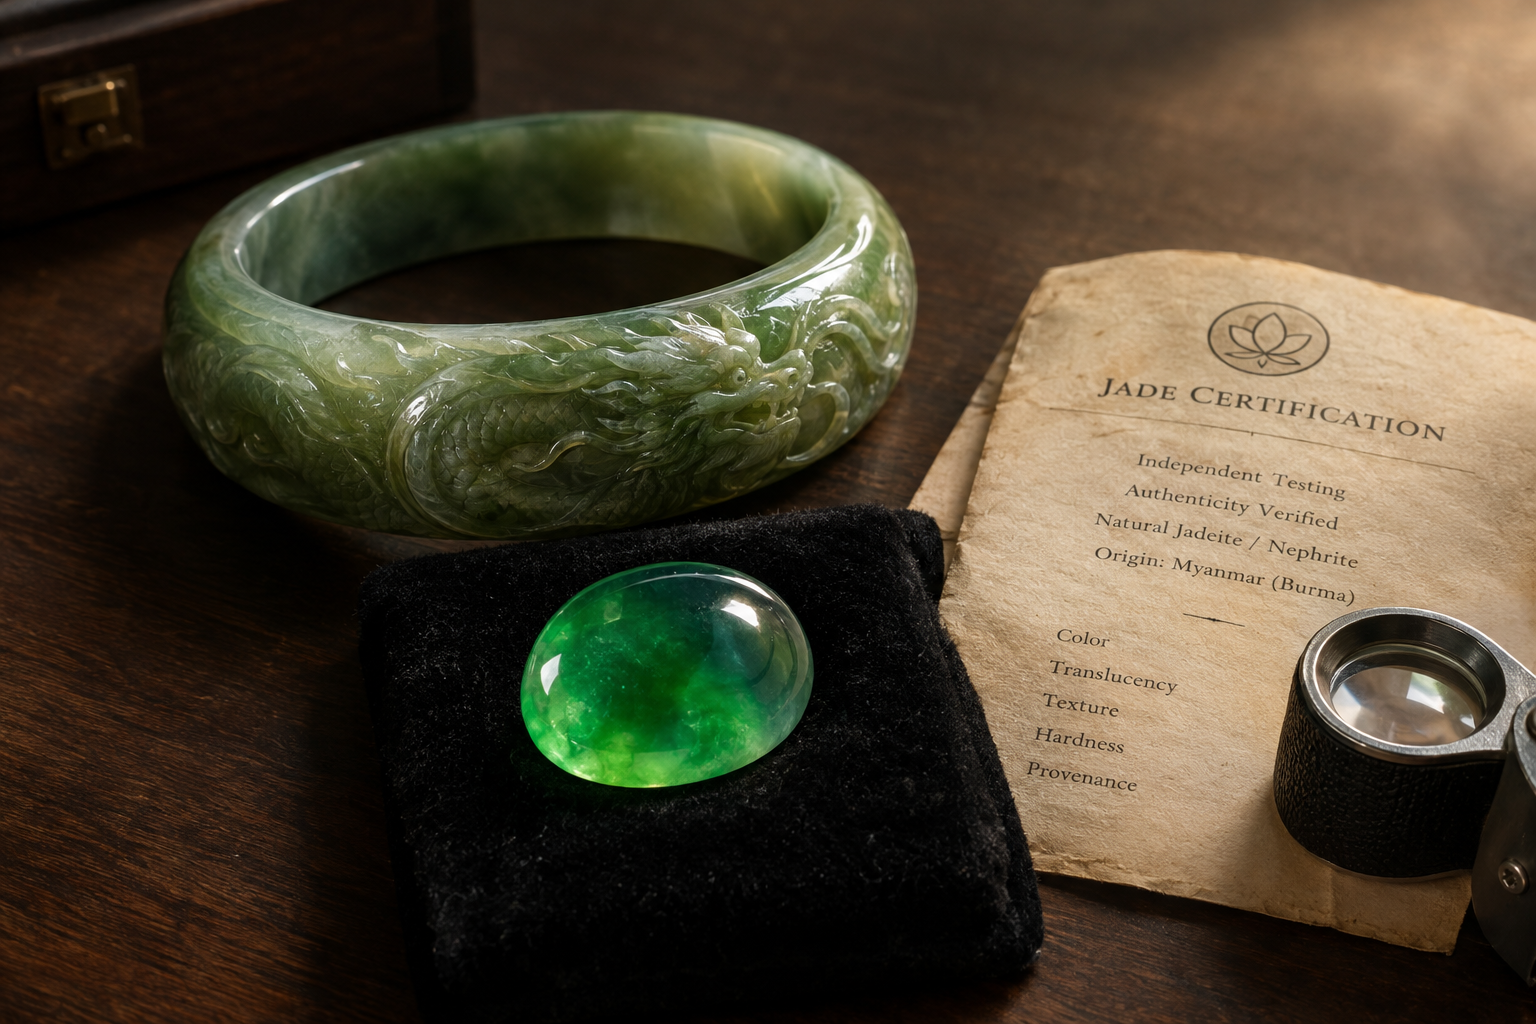 JADE CERTIFICATION
Independent Testing
Authenticity Verified
Natural Jadeite / Nephrite
Origin: Myanmar (Burma)
Color
Translucency
Texture
Hardness
Provenance